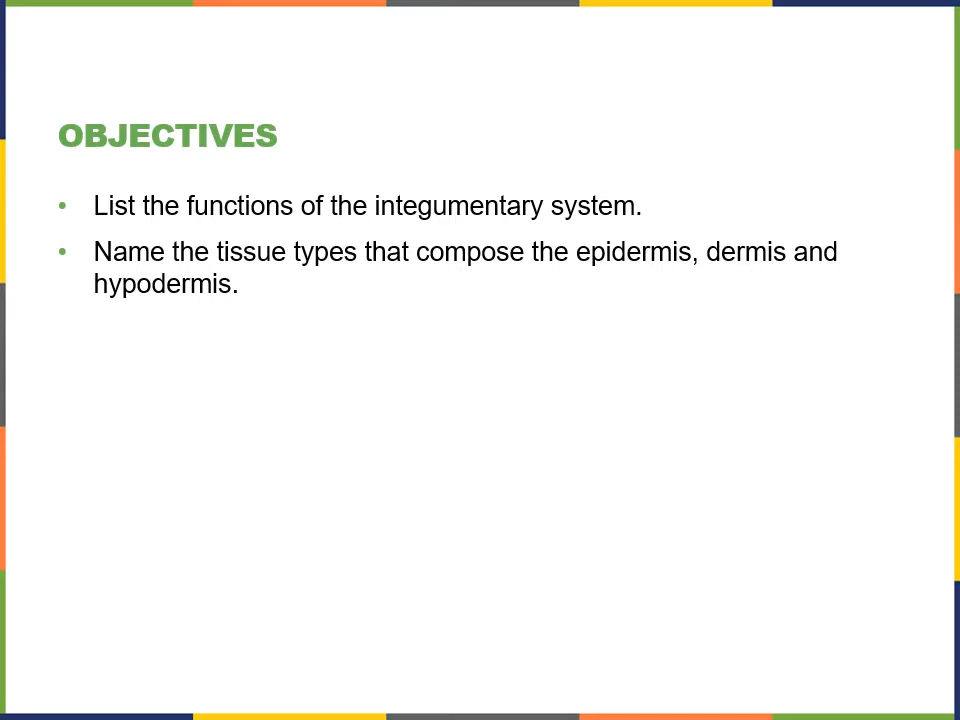 OBJECTIVES
• List the functions of the integumentary system.
• Name the tissue types that compose the epidermis, dermis and
hypodermis.